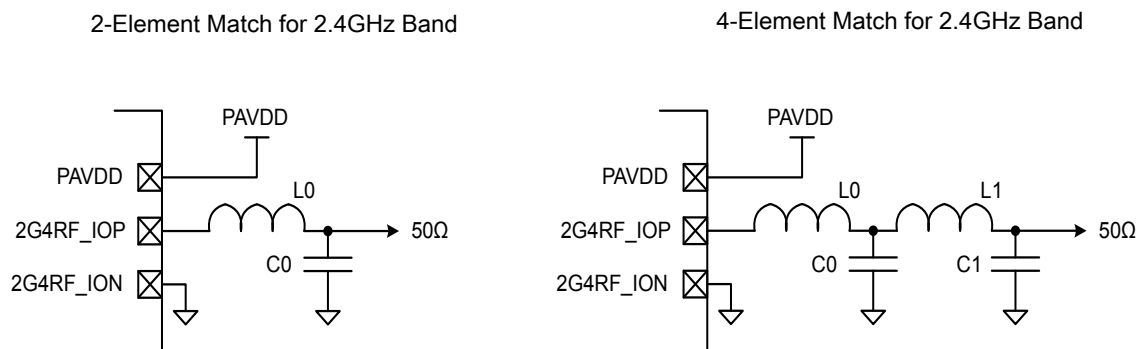 2-Element Match for 2.4GHz Band
PAVDD
PAVDD
L0
2G4RF_IOP
50Ω
C0
2G4RF_ION
4-Element Match for 2.4GHz Band
PAVDD
PAVDD
L0
L1
2G4RF_IOP
50Ω
C0
C1
2G4RF_ION